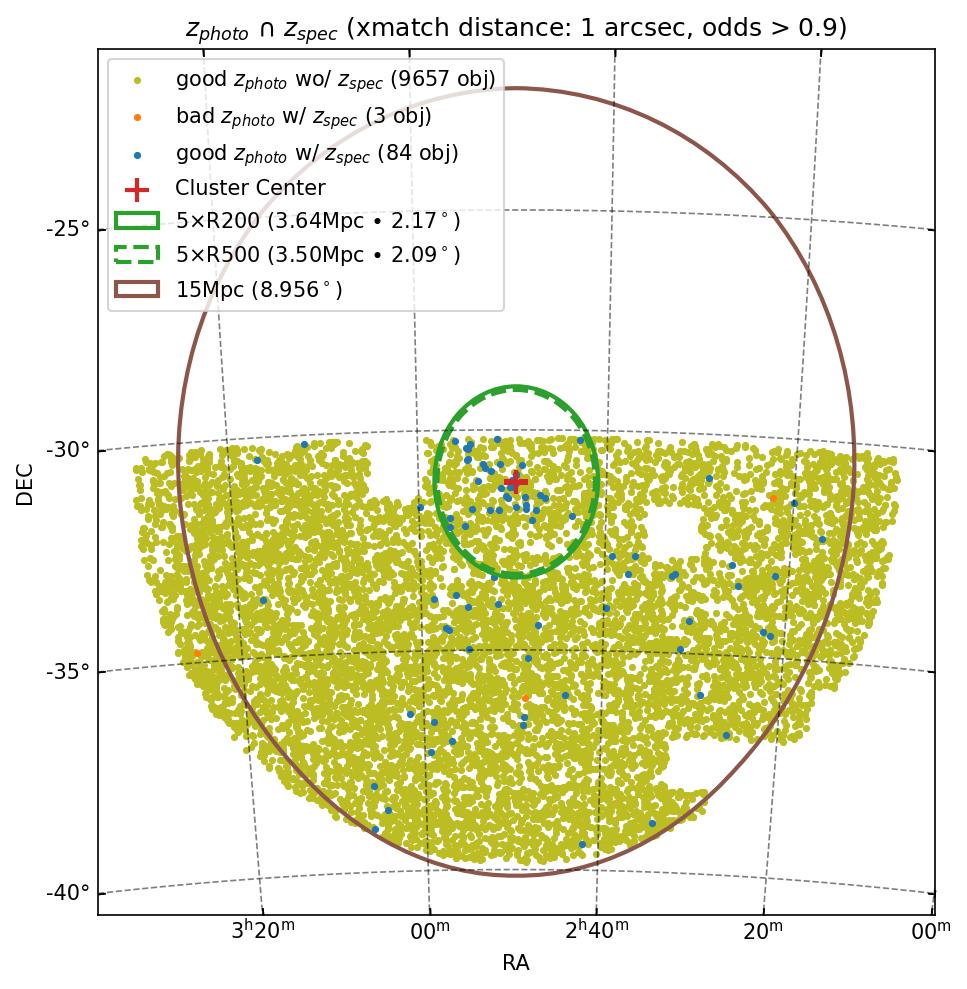 z_photo ∩ z_spec (xmatch distance: 1 arcsec, odds > 0.9)
good z_photo wo/ z_spec (9657 obj)
bad z_photo w/ z_spec (3 obj)
good z_photo w/ z_spec (84 obj)
Cluster Center
5×R200 (3.64Mpc • 2.17°)
5×R500 (3.50Mpc • 2.09°)
15Mpc (8.956°)
-25°
-30°
DEC
-35°
-40°
3h20m 00m 2h40m 20m 00m
RA